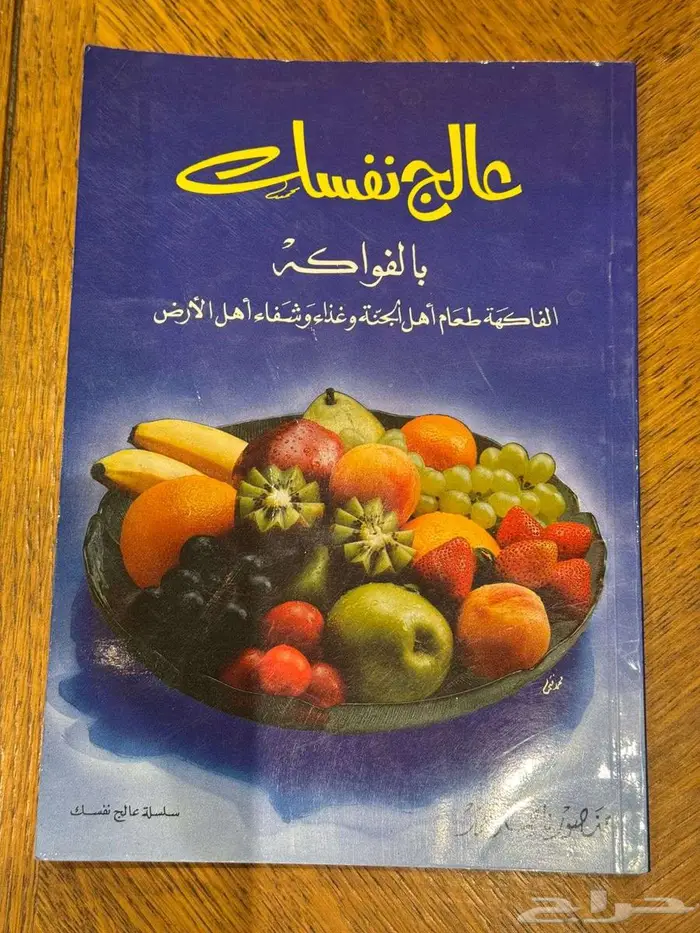 عالج نفسك
بالفواكه
الفاكهة طعام أهل الجنة وغذاء وشفاء أهل الأرض
سلسلة عالج نفسك
حراج